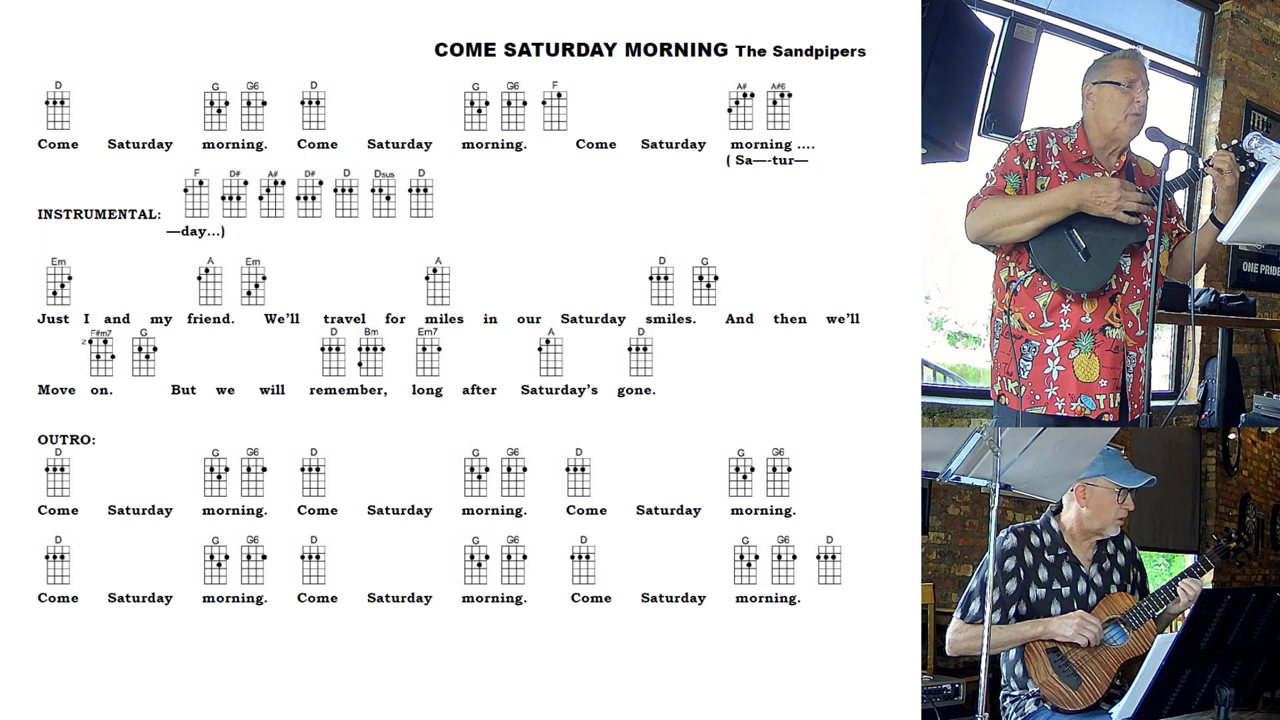 COME SATURDAY MORNING The Sandpipers
D G G6 D G G6 F A# A#6
Come Saturday morning. Come Saturday morning. Come Saturday morning ....
( Sa—-tur—
F D# A# D# D Dsus D
INSTRUMENTAL:
—day...)
Em A Em A D G
Just I and my friend. We'll travel for miles in our Saturday smiles. And then we'll
F#m7 G D Bm Em7 A D
2
Move on. But we will remember, long after Saturday's gone.
OUTRO:
D G G6 D G G6 D G G6
Come Saturday morning. Come Saturday morning. Come Saturday morning.
D G G6 D G G6 D G G6 D
Come Saturday morning. Come Saturday morning. Come Saturday morning.
ONE PRIDE